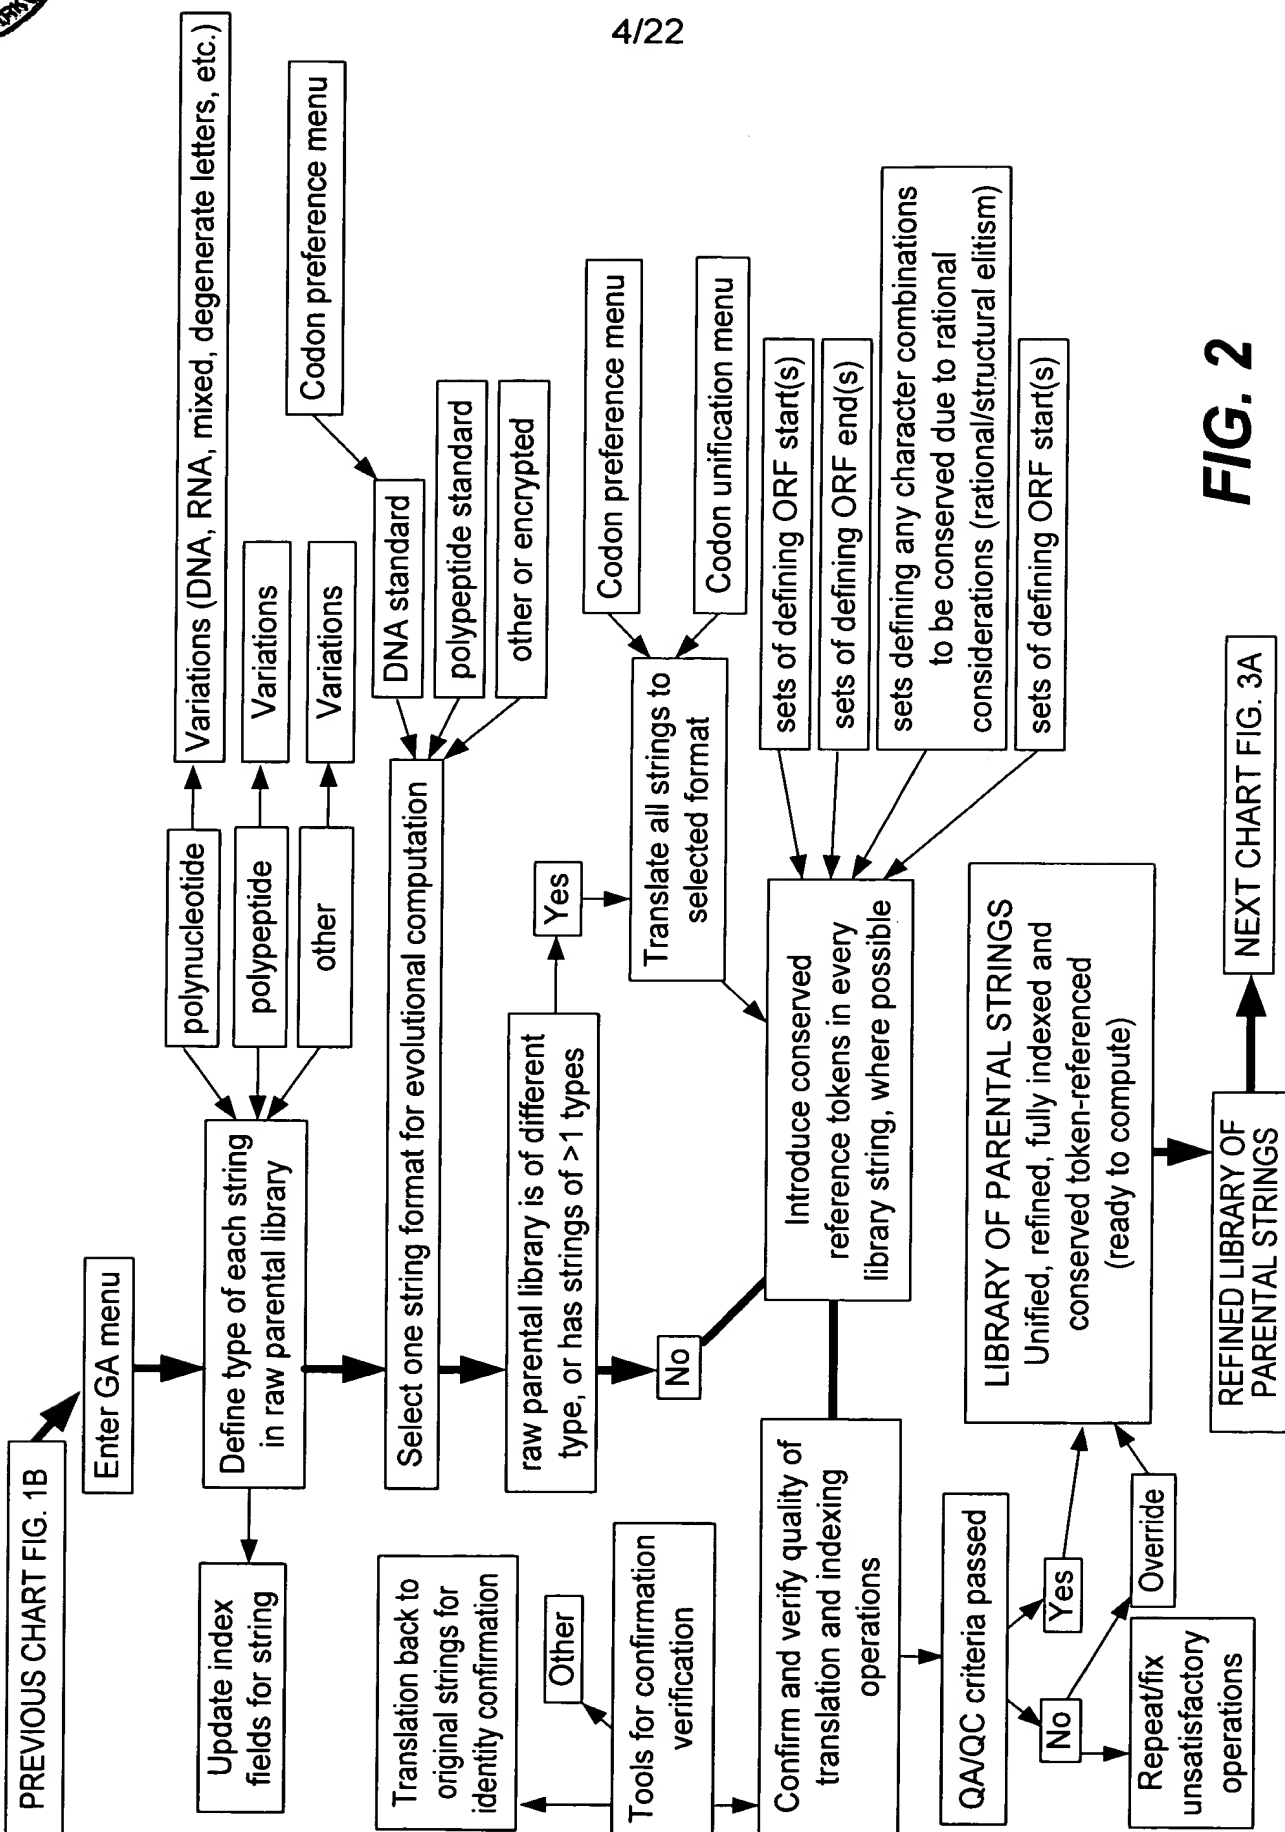 4/22
PREVIOUS CHART FIG. 1B
Enter GA menu
Define type of each string
in raw parental library
Update index
fields for string
polynucleotide
polypeptide
other
Variations (DNA, RNA, mixed, degenerate letters, etc.)
Variations
Variations
Select one string format for evolutional computation
DNA standard
polypeptide standard
other or encrypted
Codon preference menu
raw parental library is of different
type, or has strings of >1 types
Yes
No
Translate all strings to
selected format
Codon preference menu
Codon unification menu
Introduce conserved
reference tokens in every
library string, where possible
sets of defining ORF start(s)
sets of defining ORF end(s)
sets defining any character combinations
to be conserved due to rational
considerations (rational/structural elitism)
sets of defining ORF start(s)
Translation back to
original strings for
identity confirmation
Other
Tools for confirmation
verification
Confirm and verify quality of
translation and indexing
operations
QA/QC criteria passed
Yes
No
Override
Repeat/fix
unsatisfactory
operations
LIBRARY OF PARENTAL STRINGS
Unified, refined, fully indexed and
conserved token-referenced
(ready to compute)
REFINED LIBRARY OF
PARENTAL STRINGS
NEXT CHART FIG. 3A
FIG. 2